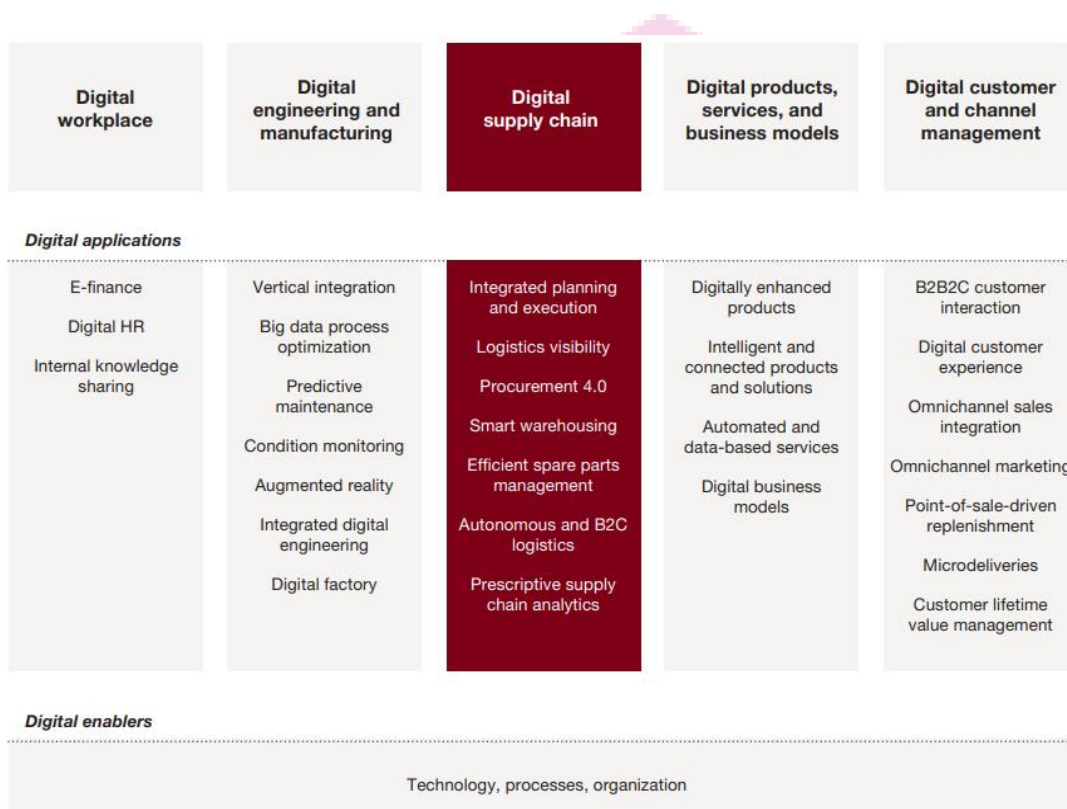 Digital
workplace
Digital
engineering and
manufacturing
Digital
supply chain
Digital products,
services, and
business models
Digital customer
and channel
management
Digital applications
E-finance
Digital HR
Internal knowledge
sharing
Vertical integration
Big data process
optimization
Predictive
maintenance
Condition monitoring
Augmented reality
Integrated digital
engineering
Digital factory
Integrated planning
and execution
Logistics visibility
Procurement 4.0
Smart warehousing
Efficient spare parts
management
Autonomous and B2C
logistics
Prescriptive supply
chain analytics
Digitally enhanced
products
Intelligent and
connected products
and solutions
Automated and
data-based services
Digital business
models
B2B2C customer
interaction
Digital customer
experience
Omnichannel sales
integration
Omnichannel marketing
Point-of-sale-driven
replenishment
Microdeliveries
Customer lifetime
value management
Digital enablers
Technology, processes, organization